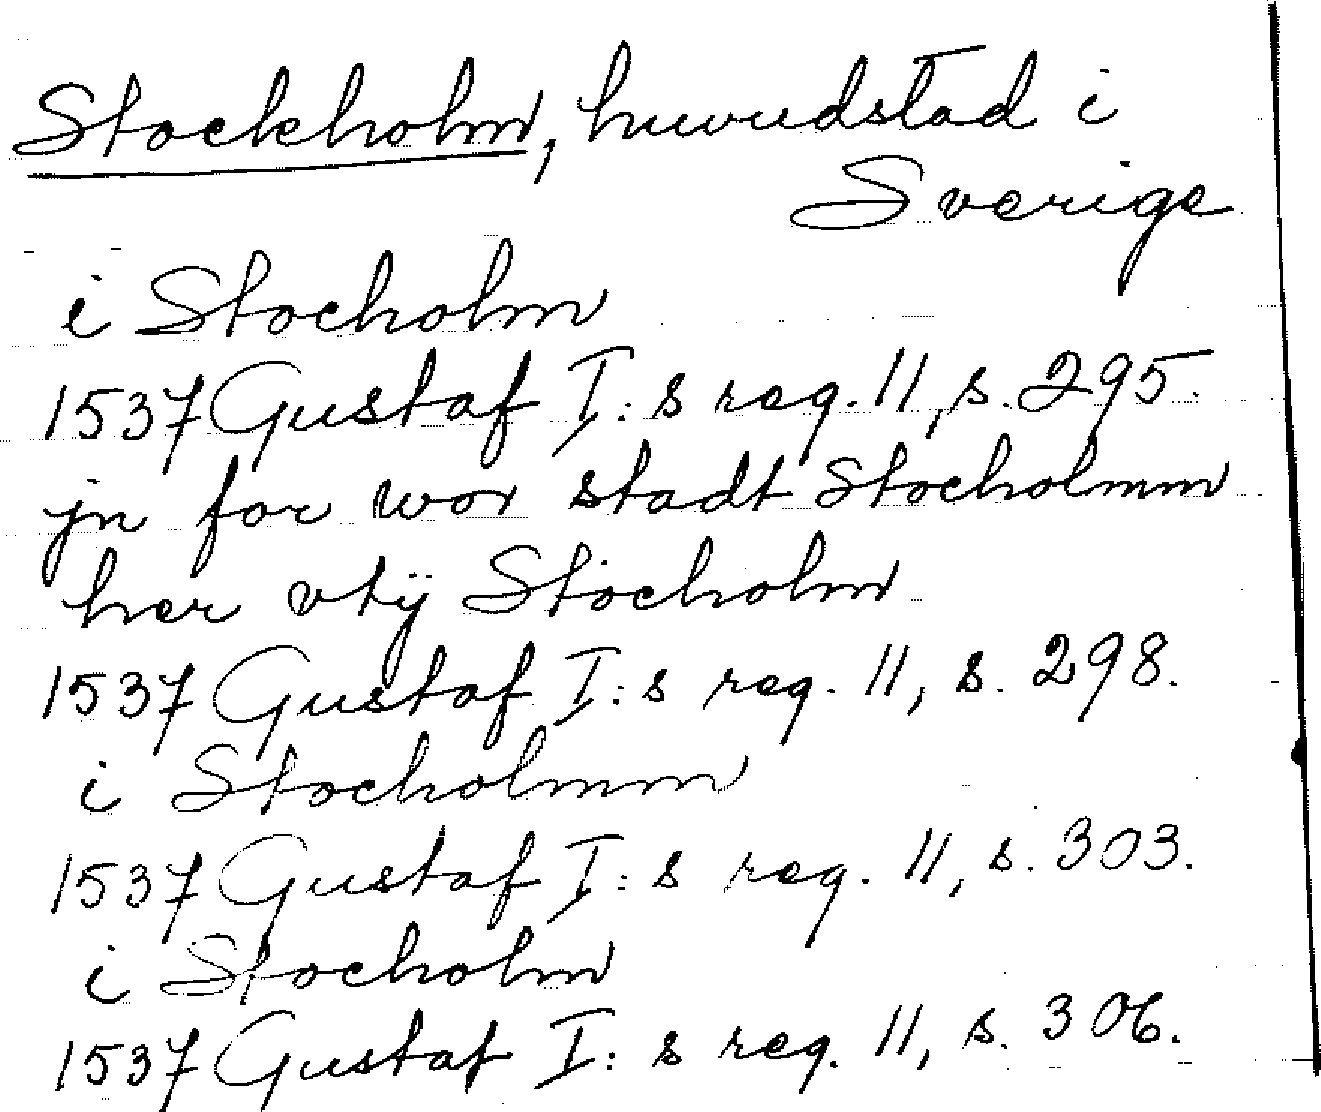 Stockholm, huvudstad i
Sverige
i Stocholm
1537 Gustaf I:s reg. 11, s. 295.
jn for wor stadt Stocholmm
her vtij Stocholm
1537 Gustaf I:s reg. 11, s. 298.
i Stocholmm
1537 Gustaf I:s reg. 11, s. 303.
i Stocholm
1537 Gustaf I:s reg. 11, s. 306.